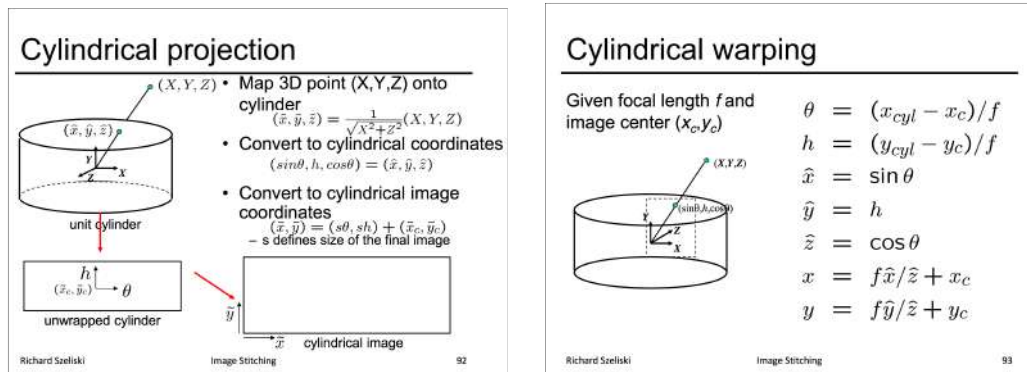 Cylindrical projection
(X, Y, Z)
• Map 3D point (X,Y,Z) onto
cylinder
(x̂, ŷ, ẑ) = 1/√(X²+Z²) (X, Y, Z)
(x̂, ŷ, ẑ)
• Convert to cylindrical coordinates
(sinθ, h, cosθ) = (x̂, ŷ, ẑ)
Y
X
Z
• Convert to cylindrical image
coordinates
(x̃, ỹ) = (sθ, sh) + (x̃c, ỹc)
– s defines size of the final image
unit cylinder
h
(x̃c, ỹc)
θ
unwrapped cylinder
ỹ
x̃
cylindrical image
Richard Szeliski
Image Stitching
92
Cylindrical warping
Given focal length f and
image center (xc,yc)
θ = (xcyl − xc)/f
h = (ycyl − yc)/f
x̂ = sin θ
ŷ = h
ẑ = cos θ
x = fx̂/ẑ + xc
y = fŷ/ẑ + yc
(X,Y,Z)
(sinθ,h,cosθ)
Y
Z
X
Richard Szeliski
Image Stitching
93